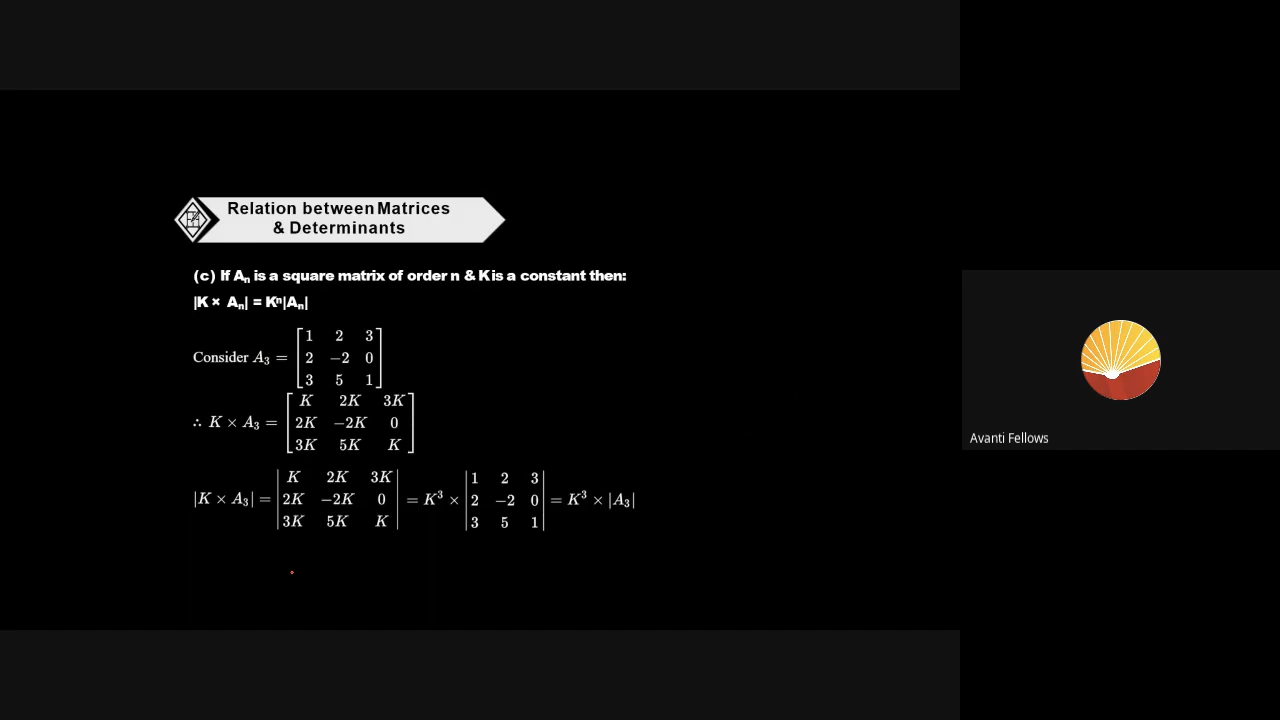 Relation between Matrices
& Determinants
(c) If Aₙ is a square matrix of order n & K is a constant then:
|K × Aₙ| = Kⁿ|Aₙ|
Consider A₃ = [1 2 3
2 −2 0
3 5 1]
∴ K × A₃ = [K 2K 3K
2K −2K 0
3K 5K K]
|K × A₃| = |K 2K 3K
2K −2K 0
3K 5K K| = K³ × |1 2 3
2 −2 0
3 5 1| = K³ × |A₃|
Avanti Fellows